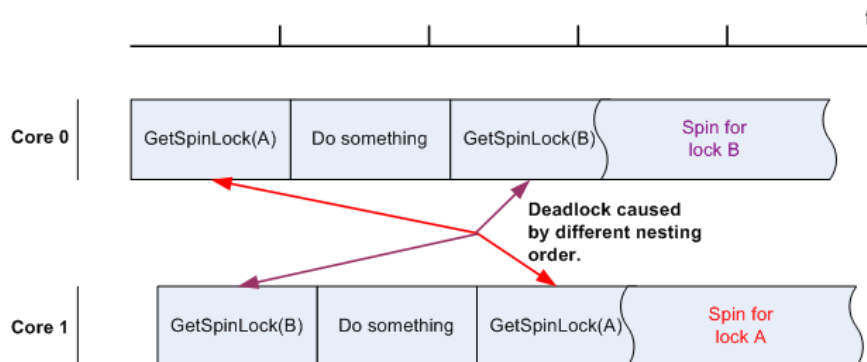 t
Core 0
GetSpinLock(A)
Do something
GetSpinLock(B)
Spin for
lock B
Deadlock caused
by different nesting
order.
Core 1
GetSpinLock(B)
Do something
GetSpinLock(A)
Spin for
lock A